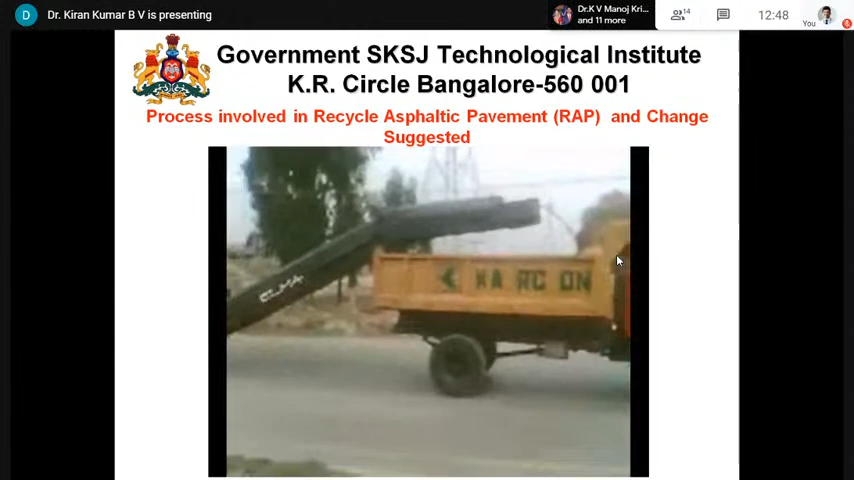 D
Dr. Kiran Kumar B V is presenting
Dr.K V Manoj Kri...
and 11 more
14
12:48
You
Government SKSJ Technological Institute
K.R. Circle Bangalore-560 001
Process involved in Recycle Asphaltic Pavement (RAP) and Change
Suggested